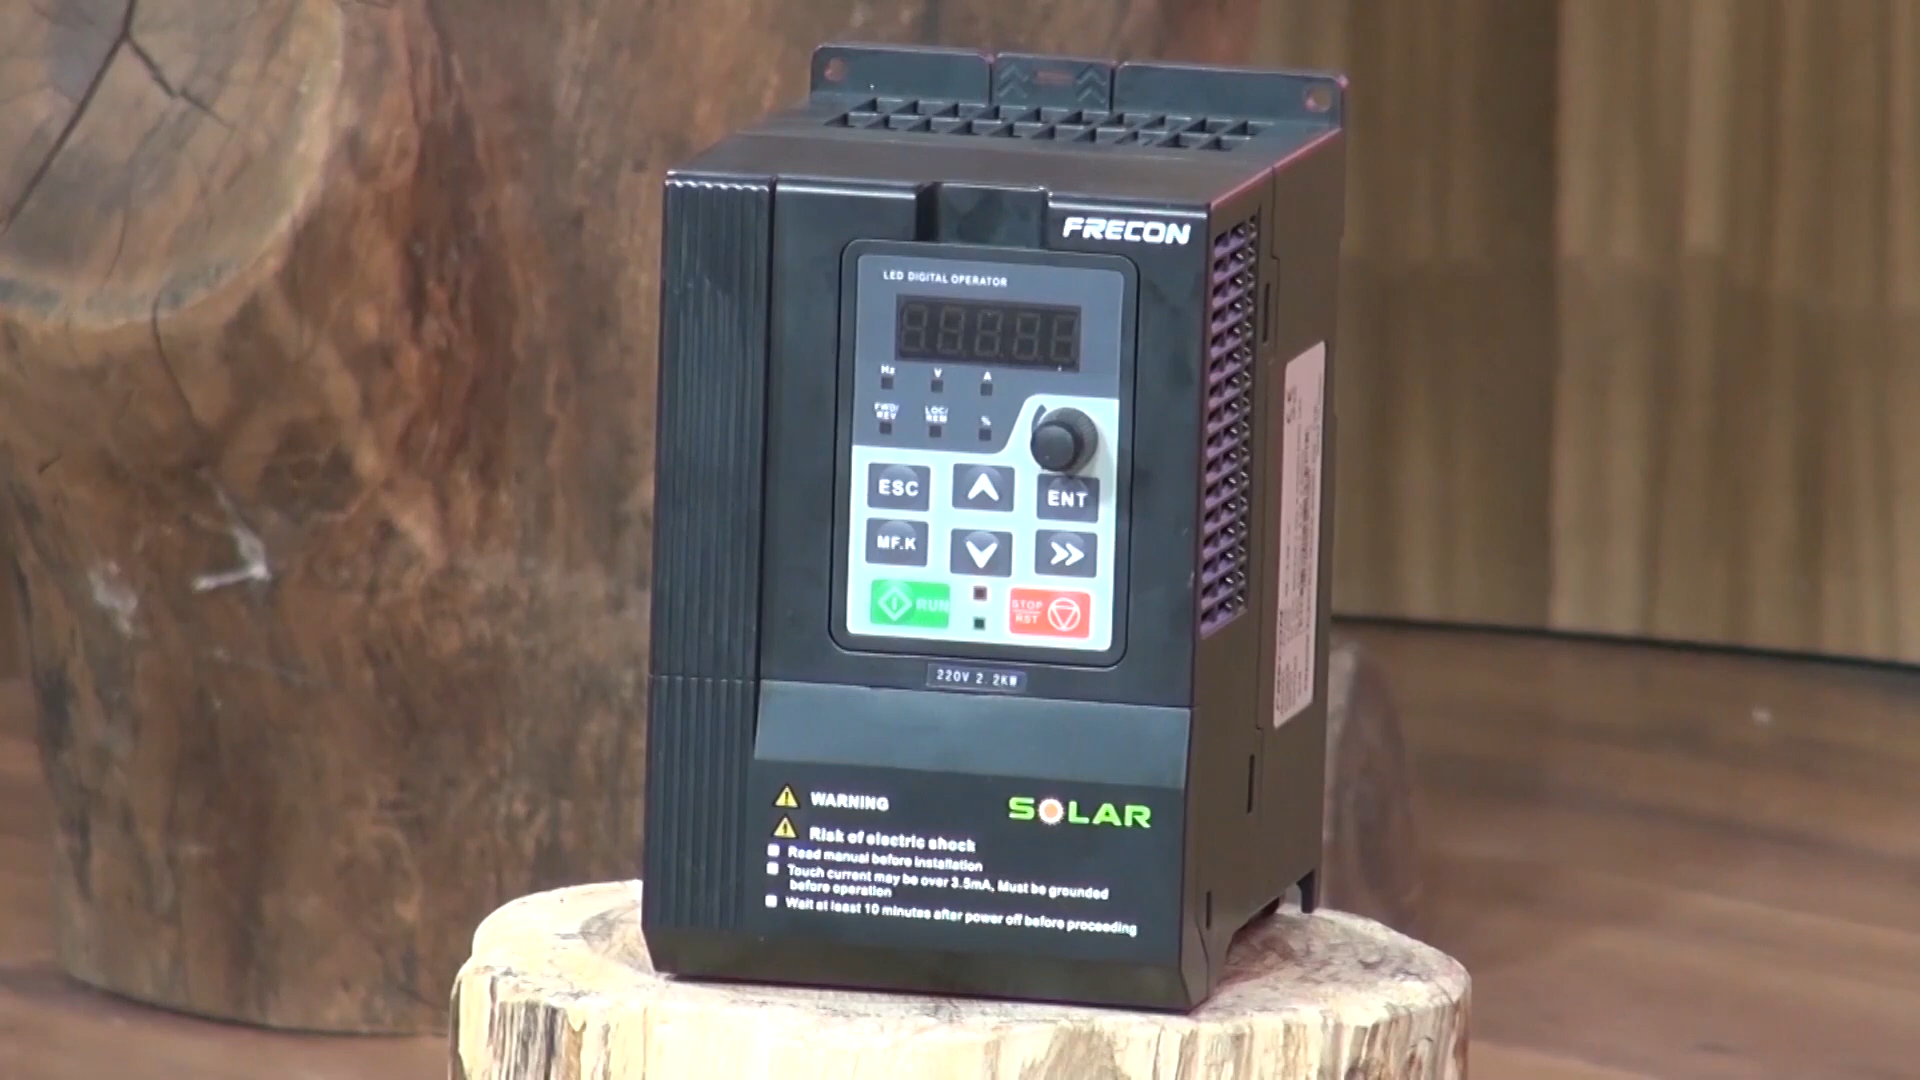 FRECON
LED DIGITAL OPERATOR
Hz V A
FWD/ LOC/
REV REM %
ESC
ENT
MF.K
RUN
STOP
RST
220V 2.2KW
WARNING
SOLAR
Risk of electric shock
Read manual before installation
Touch current may be over 3.5mA, Must be grounded
before operation
Wait at least 10 minutes after power off before proceeding